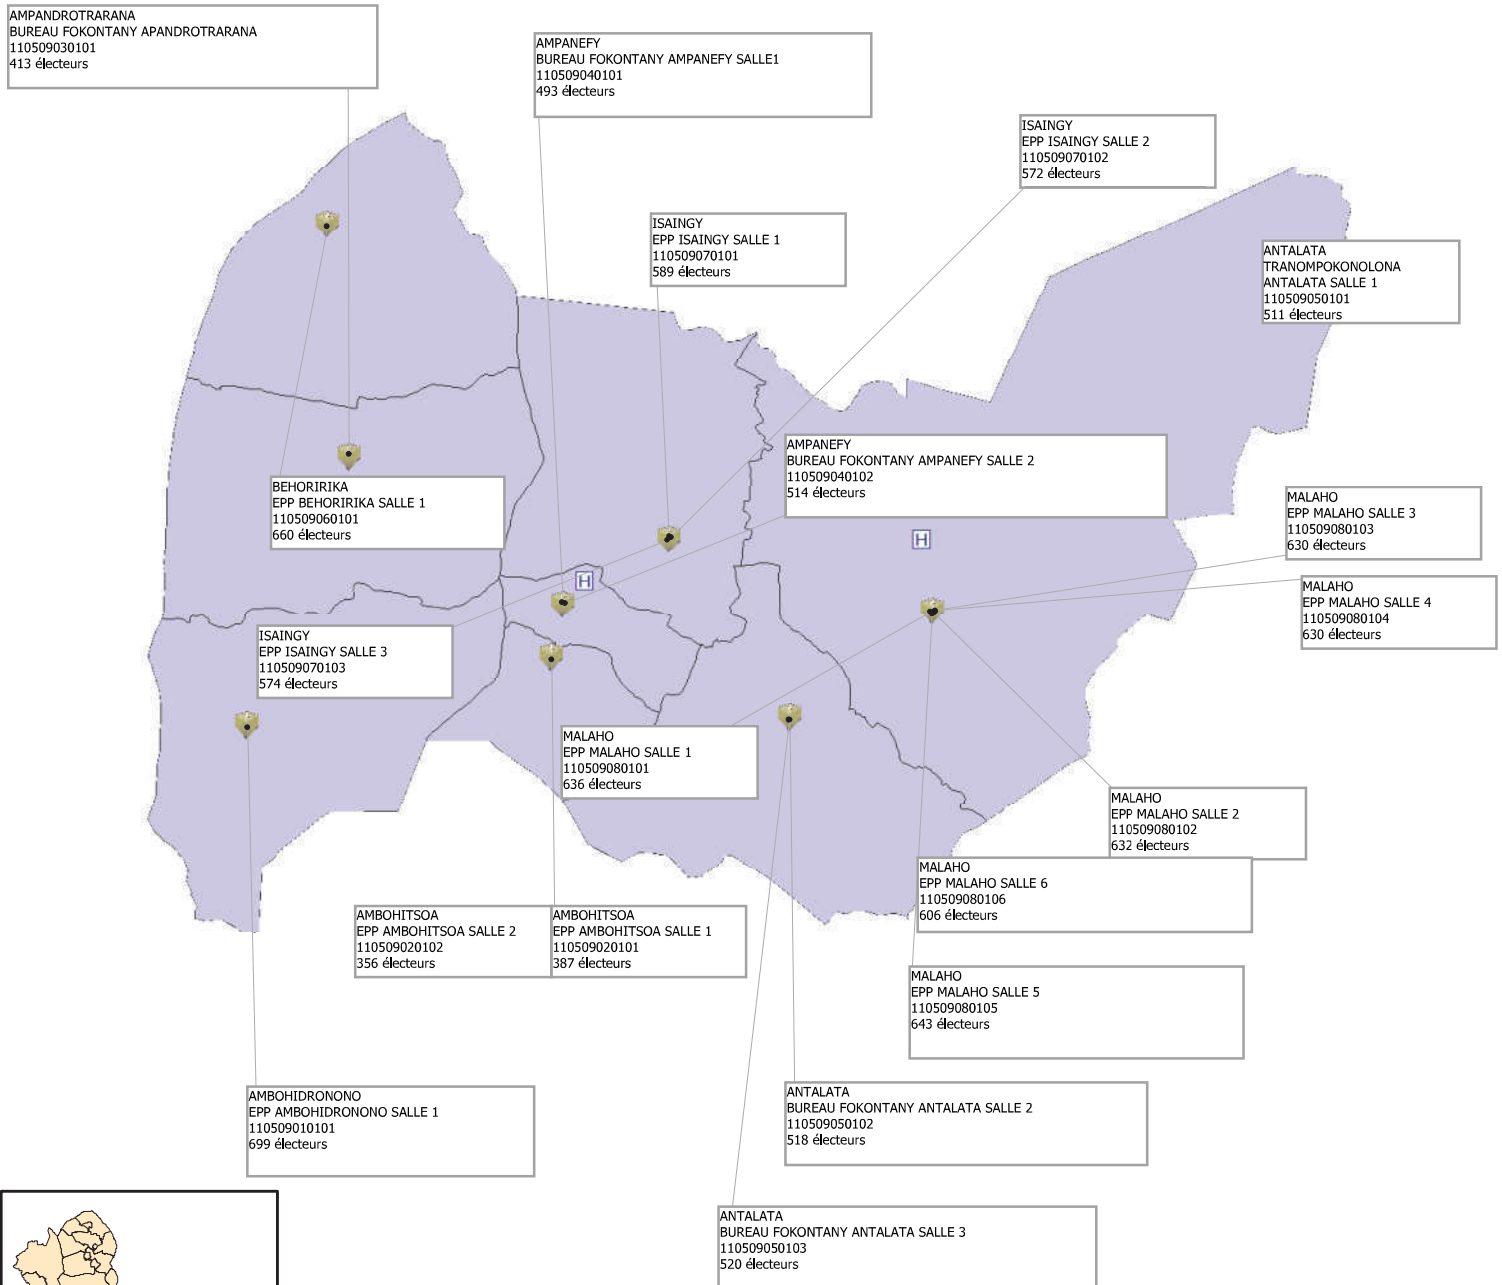 AMPANDROTRARANA
BUREAU FOKONTANY APANDROTRARANA
110509030101
413 électeurs
AMPANEFY
BUREAU FOKONTANY AMPANEFY SALLE1
110509040101
493 électeurs
ISAINGY
EPP ISAINGY SALLE 2
110509070102
572 électeurs
ISAINGY
EPP ISAINGY SALLE 1
110509070101
589 électeurs
ANTALATA
TRANOMPOKONOLONA
ANTALATA SALLE 1
110509050101
511 électeurs
AMPANEFY
BUREAU FOKONTANY AMPANEFY SALLE 2
110509040102
514 électeurs
BEHORIRIKA
EPP BEHORIRIKA SALLE 1
110509060101
660 électeurs
MALAHO
EPP MALAHO SALLE 3
110509080103
630 électeurs
H
H
MALAHO
EPP MALAHO SALLE 4
110509080104
630 électeurs
ISAINGY
EPP ISAINGY SALLE 3
110509070103
574 électeurs
MALAHO
EPP MALAHO SALLE 1
110509080101
636 électeurs
MALAHO
EPP MALAHO SALLE 2
110509080102
632 électeurs
MALAHO
EPP MALAHO SALLE 6
110509080106
606 électeurs
AMBOHITSOA
EPP AMBOHITSOA SALLE 2
110509020102
356 électeurs
AMBOHITSOA
EPP AMBOHITSOA SALLE 1
110509020101
387 électeurs
MALAHO
EPP MALAHO SALLE 5
110509080105
643 électeurs
AMBOHIDRONONO
EPP AMBOHIDRONONO SALLE 1
110509010101
699 électeurs
ANTALATA
BUREAU FOKONTANY ANTALATA SALLE 2
110509050102
518 électeurs
ANTALATA
BUREAU FOKONTANY ANTALATA SALLE 3
110509050103
520 électeurs